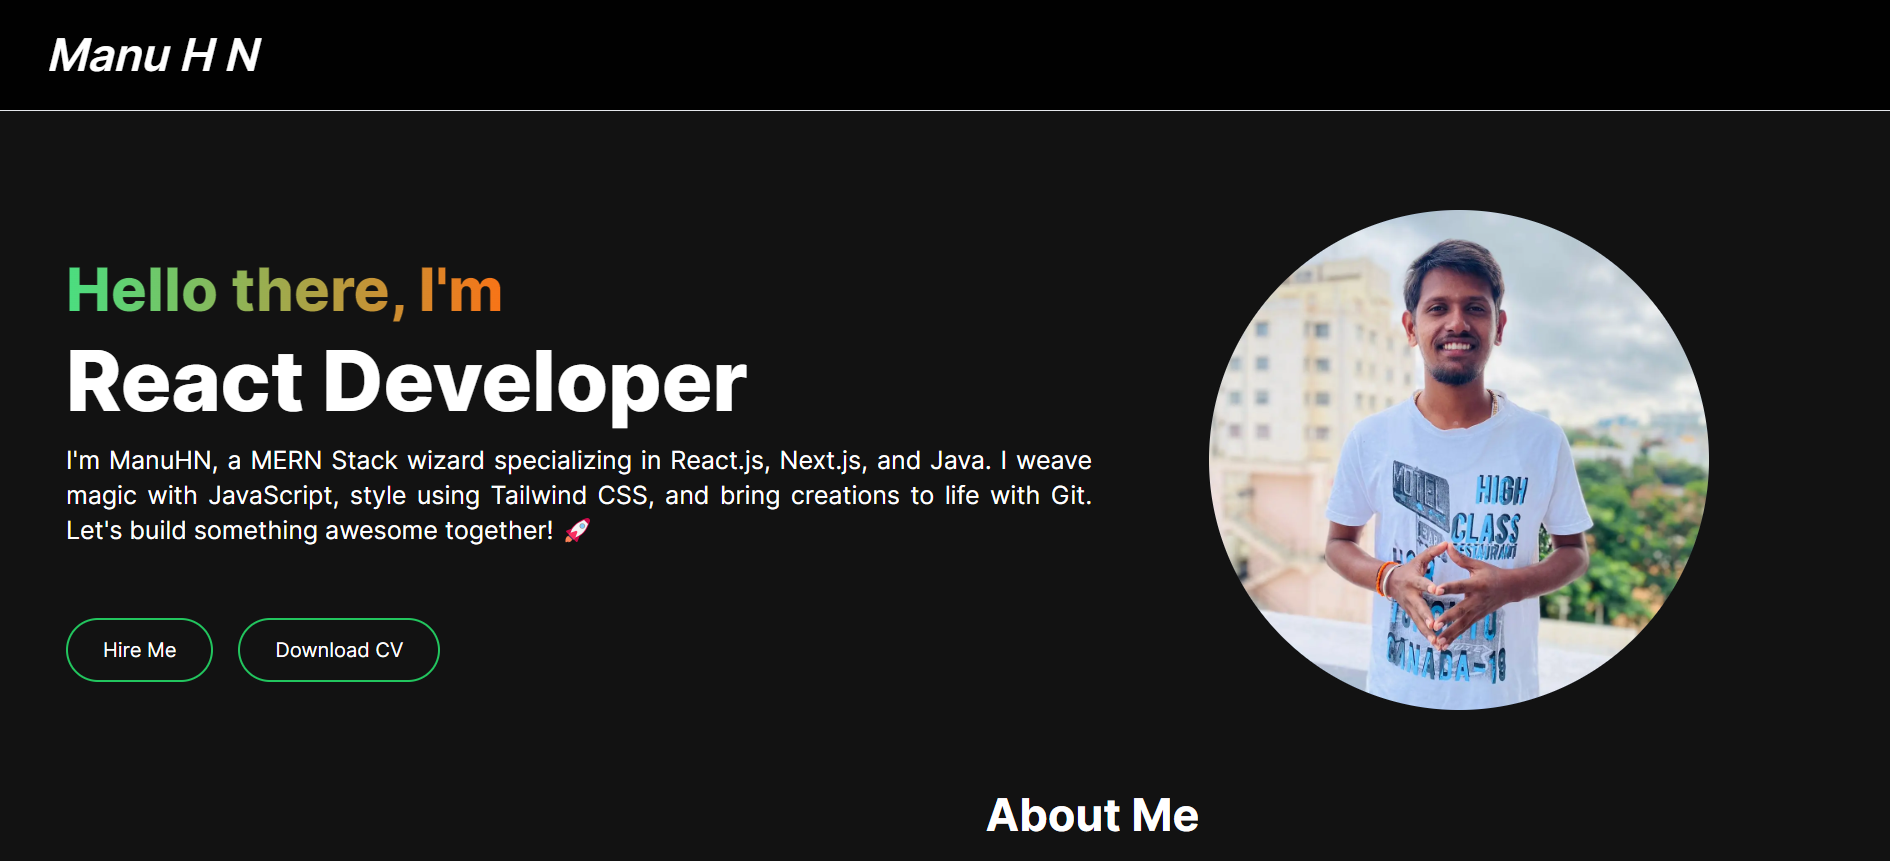 Manu H N
Hello there, I'm
React Developer
I'm ManuHN, a MERN Stack wizard specializing in React.js, Next.js, and Java. I weave
magic with JavaScript, style using Tailwind CSS, and bring creations to life with Git.
Let's build something awesome together! 🚀
Hire Me
Download CV
MOTEL
HIGH
CLASS
RESTAURANT
CANADA-19
About Me